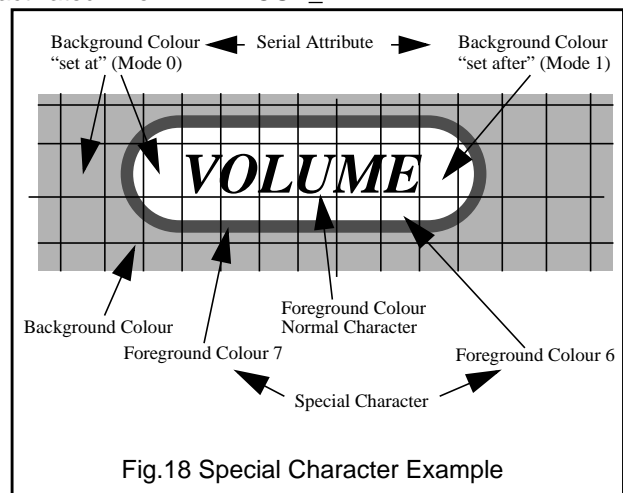 Background Colour
“set at” (Mode 0)
Serial Attribute
Background Colour
“set after” (Mode 1)
VOLUME
Background Colour
Foreground Colour
Normal Character
Foreground Colour 7
Foreground Colour 6
Special Character
Fig.18 Special Character Example